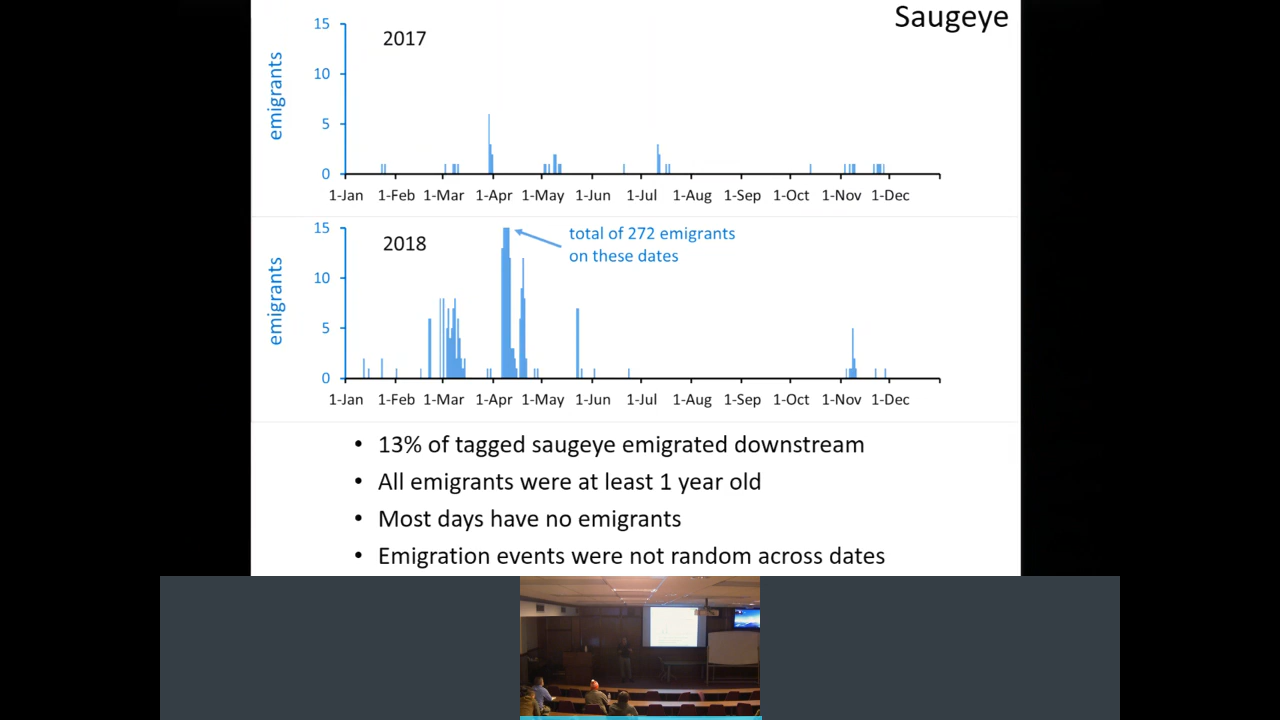 Saugeye
15
2017
10
emigrants
5
0
1-Jan 1-Feb 1-Mar 1-Apr 1-May 1-Jun 1-Jul 1-Aug 1-Sep 1-Oct 1-Nov 1-Dec
15
2018
total of 272 emigrants
on these dates
10
emigrants
5
0
1-Jan 1-Feb 1-Mar 1-Apr 1-May 1-Jun 1-Jul 1-Aug 1-Sep 1-Oct 1-Nov 1-Dec
• 13% of tagged saugeye emigrated downstream
• All emigrants were at least 1 year old
• Most days have no emigrants
• Emigration events were not random across dates